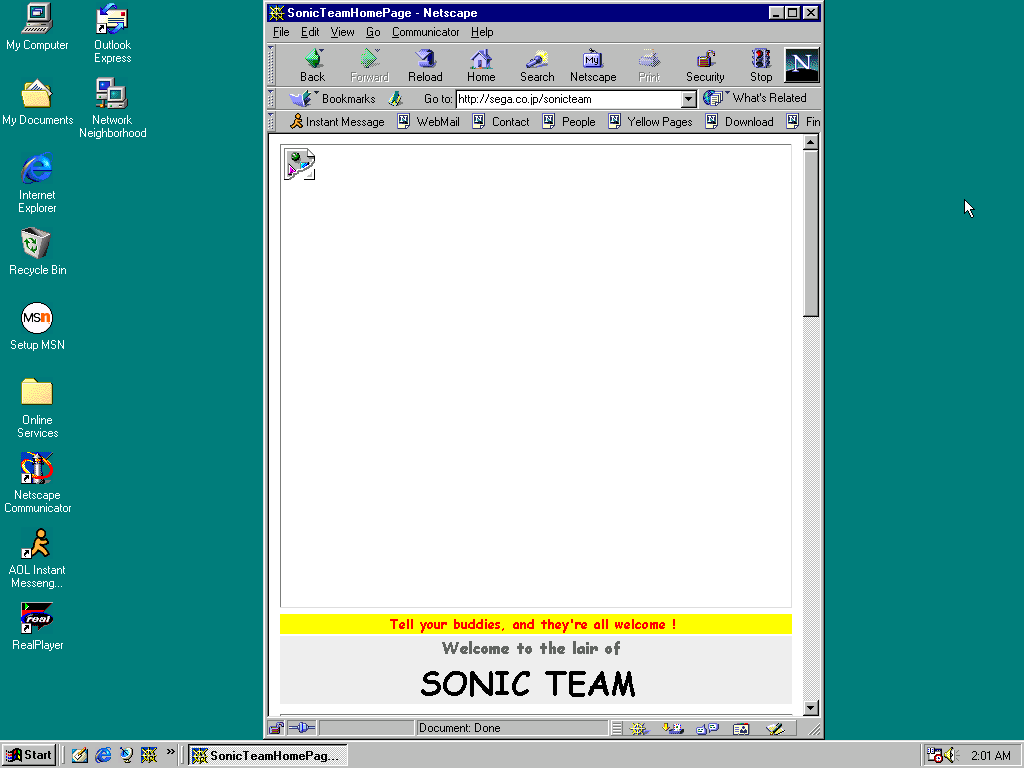 My Computer
Outlook
Express
My Documents
Network
Neighborhood
Internet
Explorer
Recycle Bin
MSn
Setup MSN
Online
Services
Netscape
Communicator
AOL Instant
Messeng...
real
RealPlayer
SonicTeamHomePage - Netscape
File Edit View Go Communicator Help
Back Forward Reload Home Search My Netscape Print Security Stop N
Bookmarks Go to: http://sega.co.jp/sonicteam What's Related
Instant Message WebMail Contact People Yellow Pages Download Fin
Tell your buddies, and they're all welcome !
Welcome to the lair of
SONIC TEAM
Document: Done
Start » SonicTeamHomePag... 2:01 AM